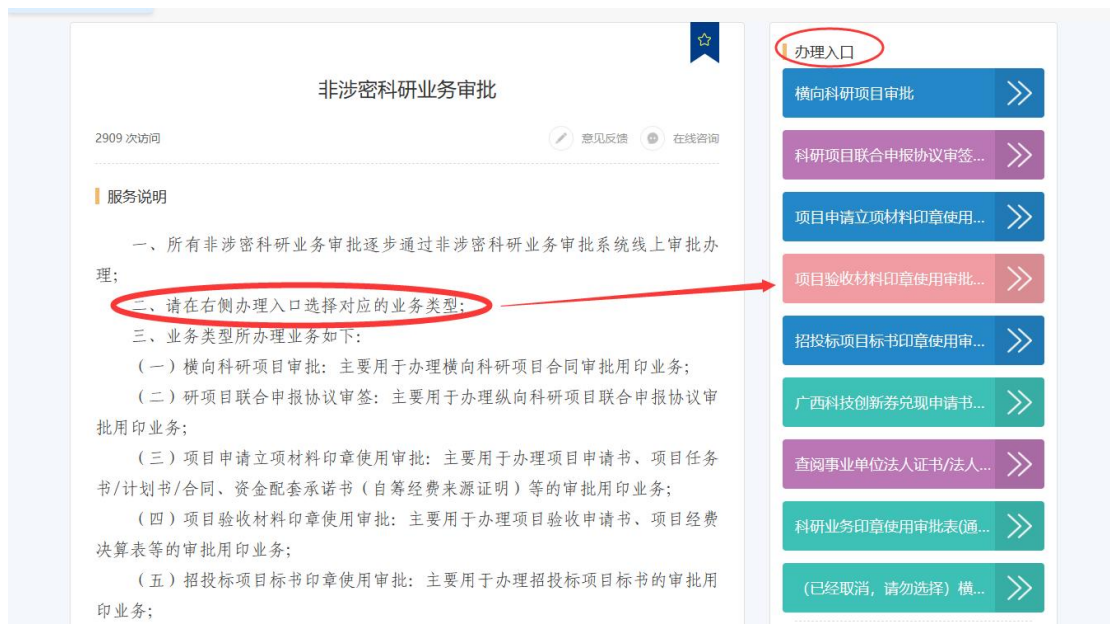 非涉密科研业务审批
2909 次访问
意见反馈
在线咨询
服务说明
一、所有非涉密科研业务审批逐步通过非涉密科研业务审批系统线上审批办
理;
二、请在右侧办理入口选择对应的业务类型;
三、业务类型所办理业务如下:
(一)横向科研项目审批: 主要用于办理横向科研项目合同审批用印业务;
(二)研项目联合申报协议审签: 主要用于办理纵向科研项目联合申报协议审
批用印业务;
(三)项目申请立项材料印章使用审批: 主要用于办理项目申请书、项目任务
书/计划书/合同、资金配套承诺书(自筹经费来源证明)等的审批用印业务;
(四)项目验收材料印章使用审批: 主要用于办理项目验收申请书、项目经费
决算表等的审批用印业务;
(五)招投标项目标书印章使用审批: 主要用于办理招投标项目标书的审批用
印业务;
办理入口
横向科研项目审批
科研项目联合申报协议审签...
项目申请立项材料印章使用...
项目验收材料印章使用审批...
招投标项目标书印章使用审...
广西科技创新券兑现申请书...
查阅事业单位法人证书/法人...
科研业务印章使用审批表(通...
(已经取消, 请勿选择) 横...